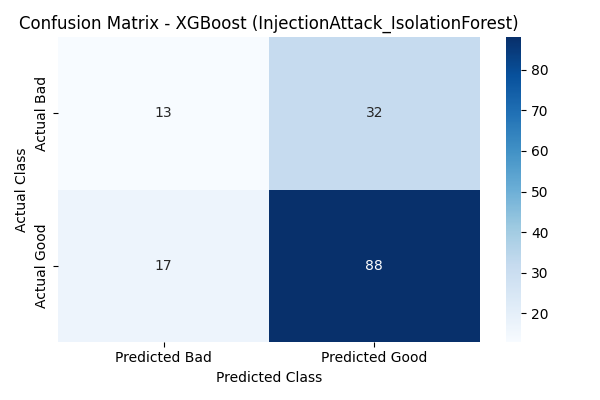 Confusion Matrix - XGBoost (InjectionAttack_IsolationForest)
Actual Class
Actual Bad
Actual Good
13
32
17
88
Predicted Bad
Predicted Good
Predicted Class
80
70
60
50
40
30
20